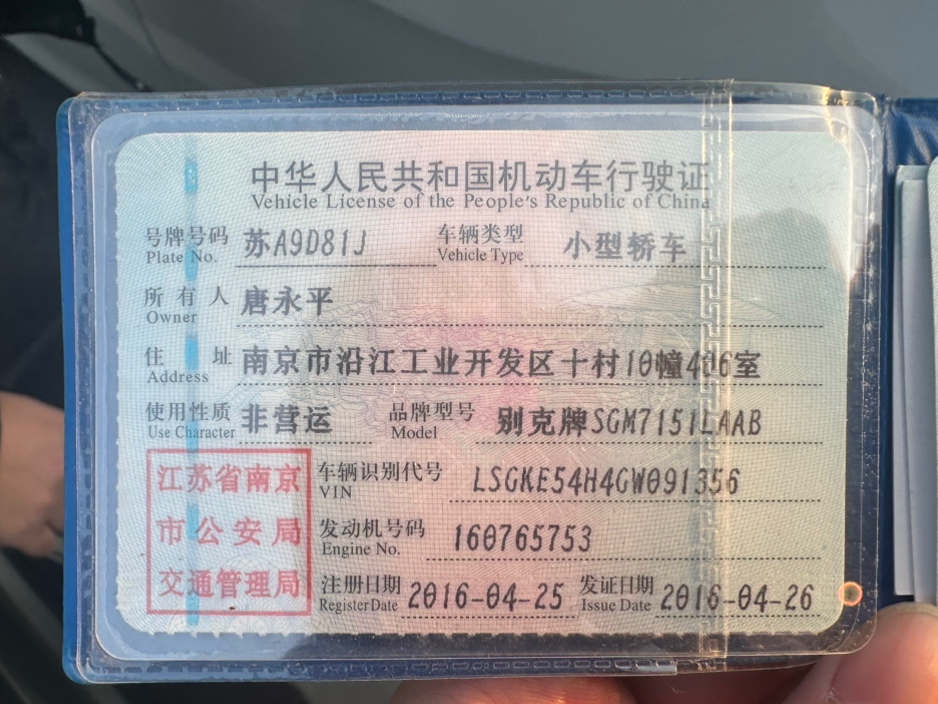 中华人民共和国机动车行驶证
Vehicle License of the People's Republic of China
号牌号码 苏A9D81J 车辆类型 小型轿车
Plate No. Vehicle Type
所有人 唐永平
Owner
住址 南京市沿江工业开发区十村10幢406室
Address
使用性质 非营运 品牌型号 别克牌SGM7151LAAB
Use Character Model
江苏省南京
市公安局
交通管理局
车辆识别代号 LSGKE54H4GW091356
VIN
发动机号码 160765753
Engine No.
注册日期 2016-04-25 发证日期 2016-04-26
Register Date Issue Date